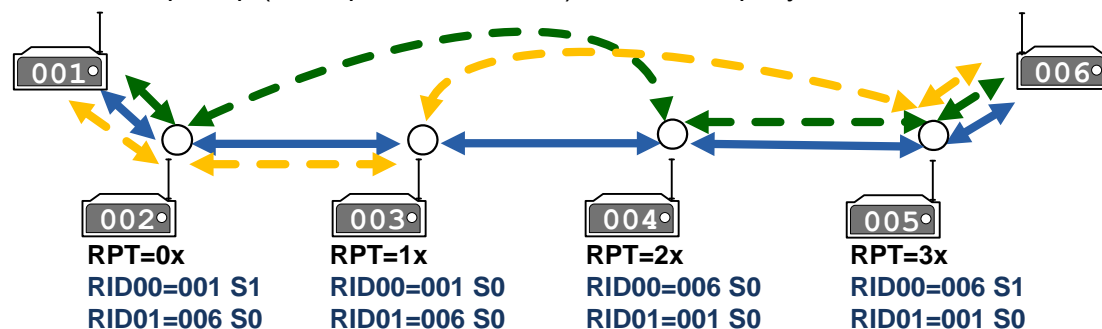 001
006
002
003
004
005
RPT=0x
RPT=1x
RPT=2x
RPT=3x
RID00=001 S1
RID00=001 S0
RID00=006 S0
RID00=006 S1
RID01=006 S0
RID01=006 S0
RID01=001 S0
RID01=001 S0